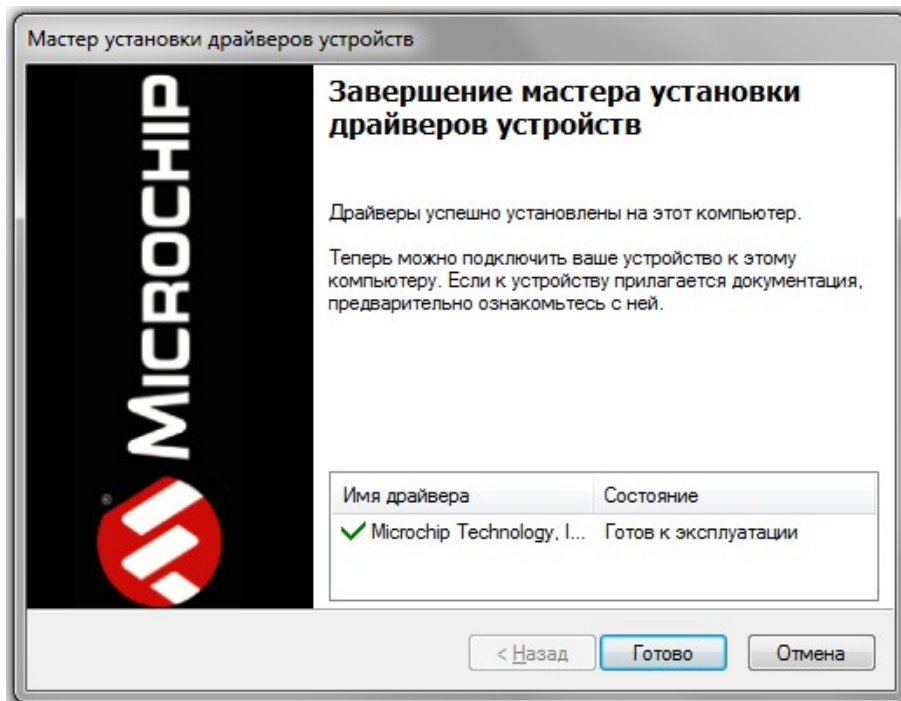 Мастер установки драйверов устройств
MICROCHIP
®
Завершение мастера установки
драйверов устройств
Драйверы успешно установлены на этот компьютер.
Теперь можно подключить ваше устройство к этому
компьютеру. Если к устройству прилагается документация,
предварительно ознакомьтесь с ней.
Имя драйвера Состояние
Microchip Technology, I... Готов к эксплуатации
< Назад Готово Отмена